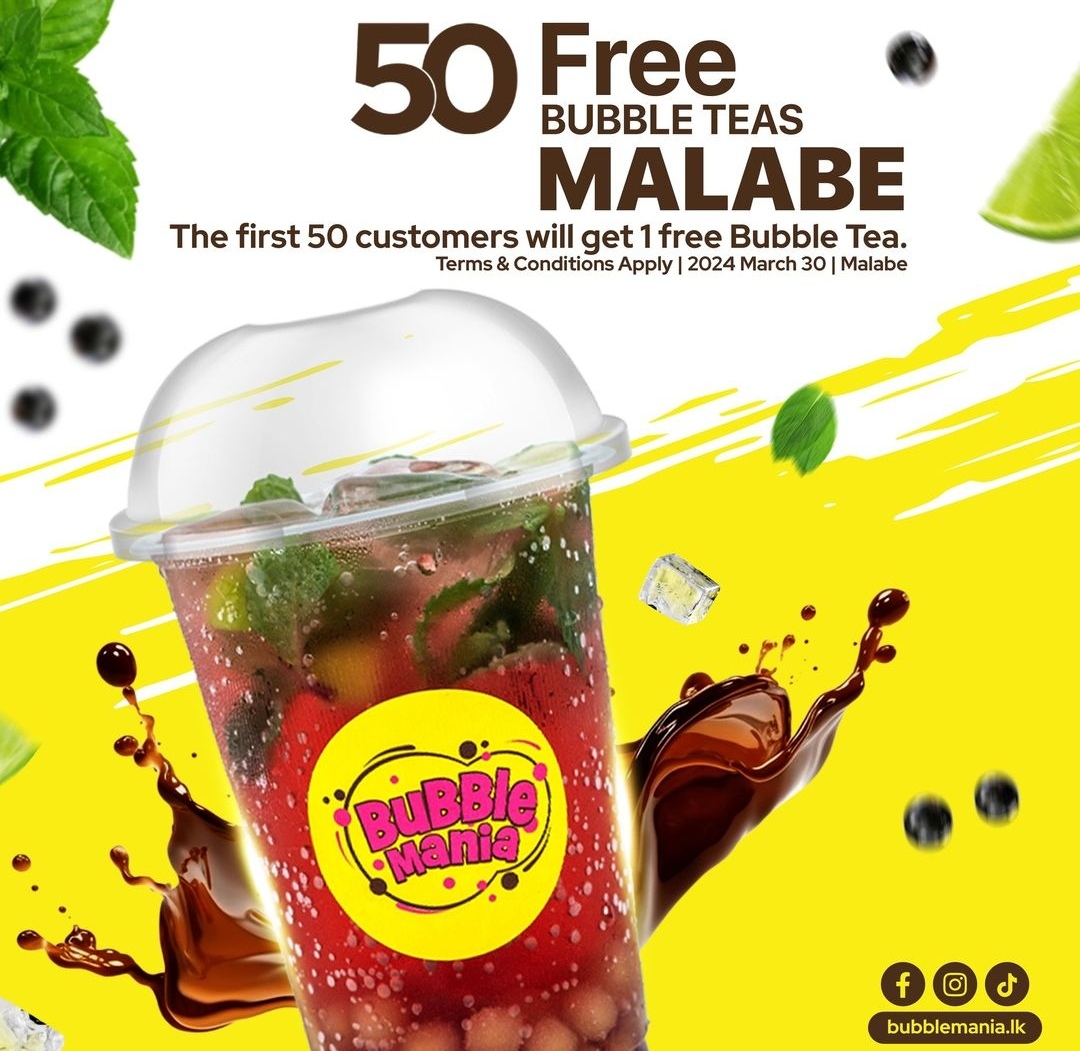 50 Free
BUBBLE TEAS
MALABE
The first 50 customers will get 1 free Bubble Tea.
Terms & Conditions Apply | 2024 March 30 | Malabe
BuBBle
Mania
bubblemania.lk